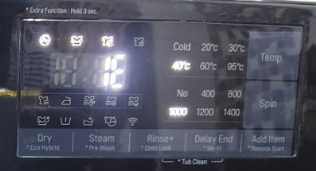 * Extra Function : Hold 3 sec.
Cold 20°c 30°c
40°c 60°c 95°c
Temp
No 400 800
1000 1200 1400
Spin
Dry Steam Rinse+ Delay End Add Item
* Eco Hybrid * Pre Wash * Child Lock * Wi-Fi * Remote Start
* Tub Clean